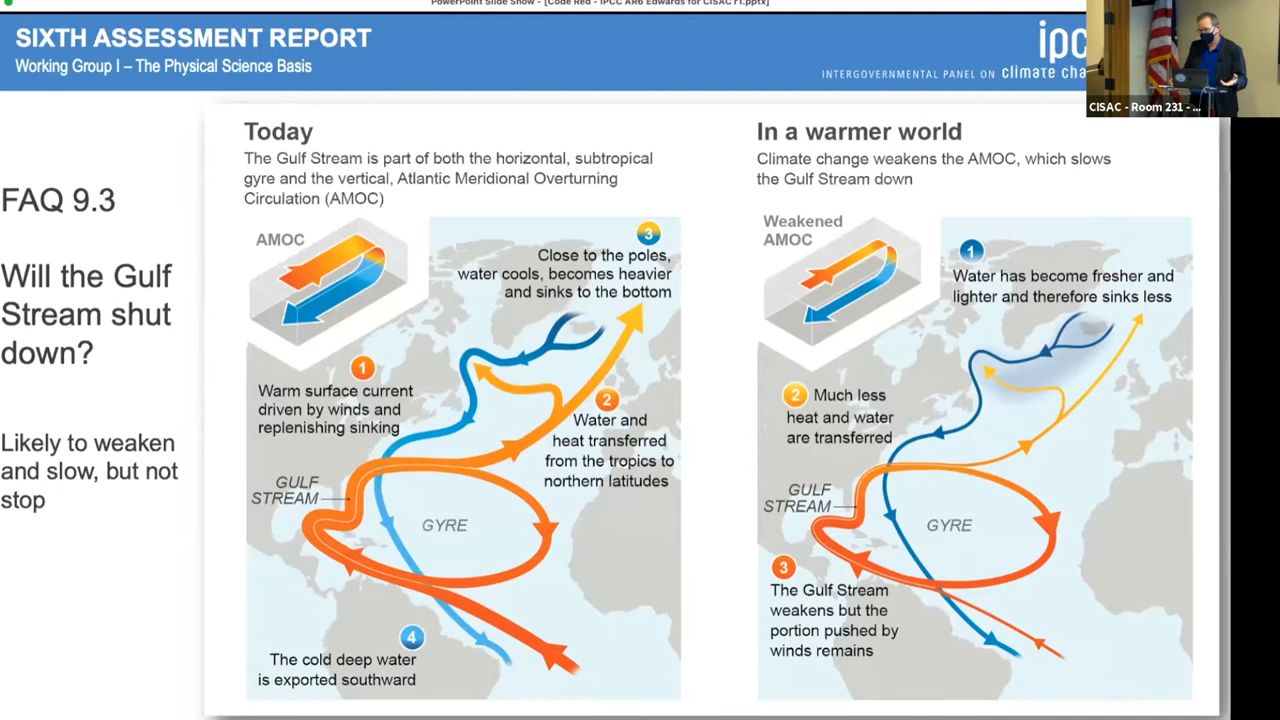 PowerPoint Slide Show - [Code Red - IPCC AR6 Edwards for CISAC r1.pptx]
SIXTH ASSESSMENT REPORT
Working Group I – The Physical Science Basis
ipc
INTERGOVERNMENTAL PANEL ON climate cha
CISAC - Room 231 - ...
FAQ 9.3
Will the Gulf
Stream shut
down?
Likely to weaken
and slow, but not
stop
Today
The Gulf Stream is part of both the horizontal, subtropical
gyre and the vertical, Atlantic Meridional Overturning
Circulation (AMOC)
AMOC
3
Close to the poles,
water cools, becomes heavier
and sinks to the bottom
1
Warm surface current
driven by winds and
replenishing sinking
2
Water and
heat transferred
from the tropics to
northern latitudes
GULF
STREAM
GYRE
4
The cold deep water
is exported southward
In a warmer world
Climate change weakens the AMOC, which slows
the Gulf Stream down
Weakened
AMOC
1
Water has become fresher and
lighter and therefore sinks less
2 Much less
heat and water
are transferred
GULF
STREAM
GYRE
3
The Gulf Stream
weakens but the
portion pushed by
winds remains